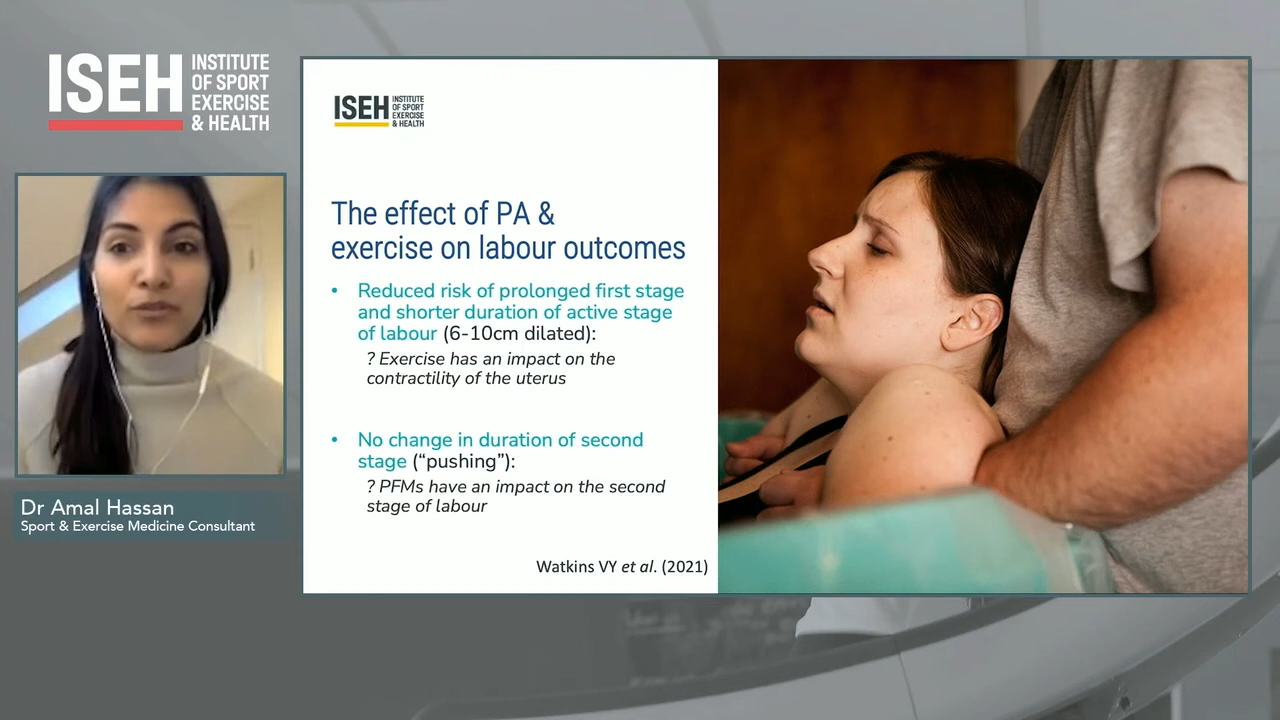 ISEH INSTITUTE
OF SPORT
EXERCISE
& HEALTH
Dr Amal Hassan
Sport & Exercise Medicine Consultant
ISEH INSTITUTE
OF SPORT
EXERCISE
& HEALTH
The effect of PA &
exercise on labour outcomes
• Reduced risk of prolonged first stage
and shorter duration of active stage
of labour (6-10cm dilated):
? Exercise has an impact on the
contractility of the uterus
• No change in duration of second
stage (“pushing”):
? PFMs have an impact on the second
stage of labour
Watkins VY et al. (2021)